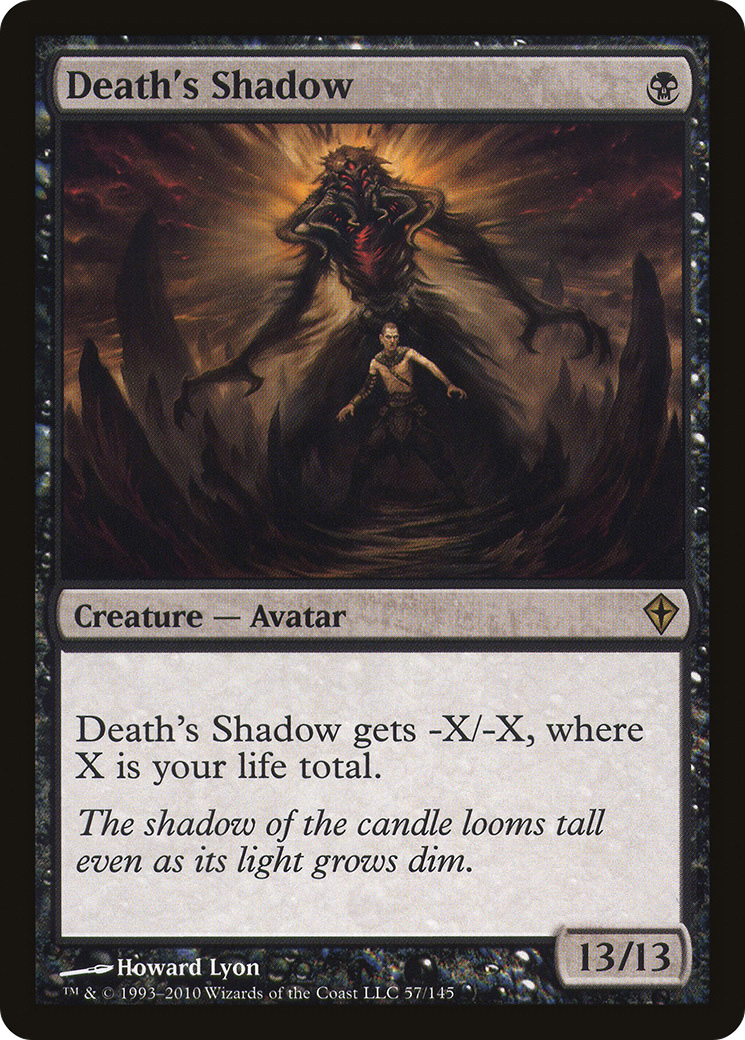 Death's Shadow
Creature — Avatar
Death's Shadow gets -X/-X, where
X is your life total.
The shadow of the candle looms tall
even as its light grows dim.
13/13
Howard Lyon
™ & © 1993–2010 Wizards of the Coast LLC 57/145